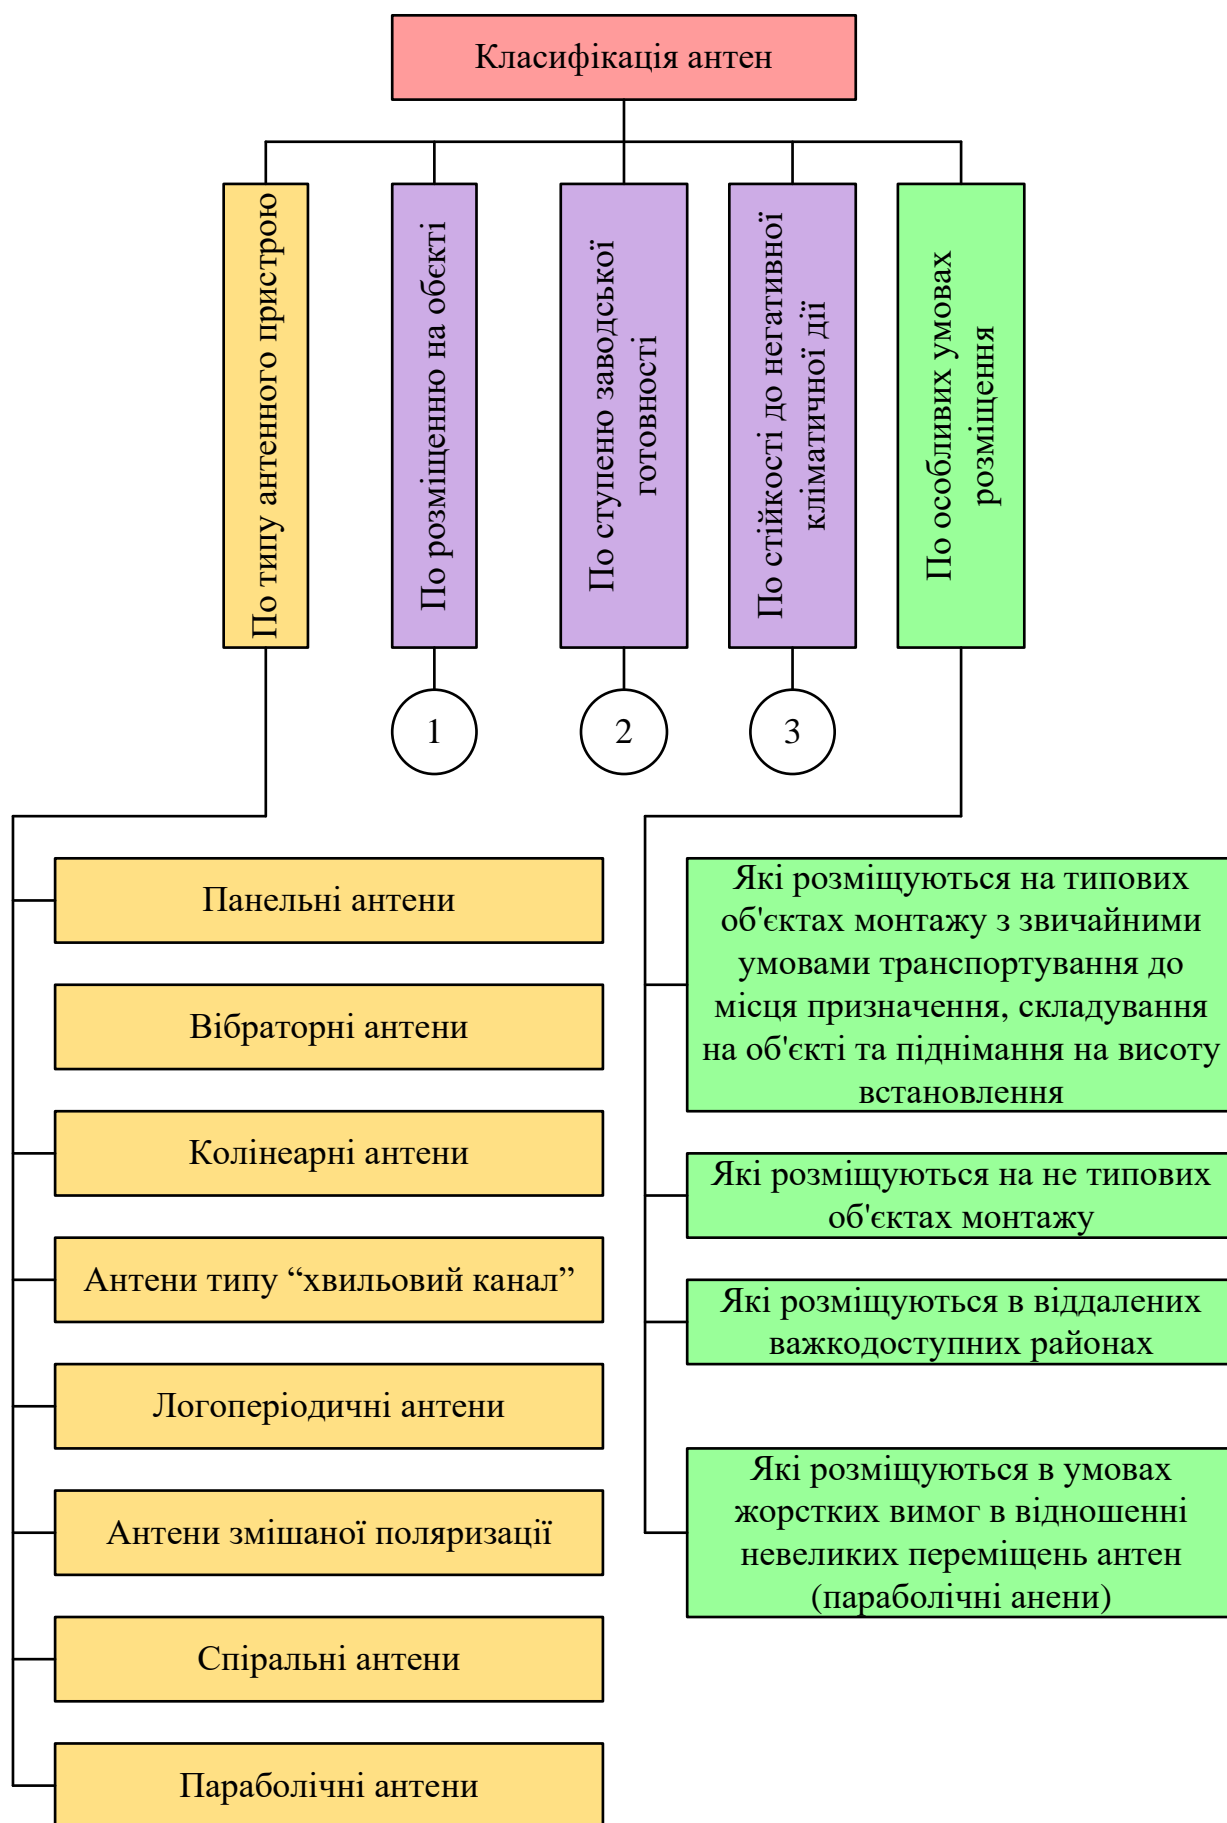 Класифікація антен
По типу антенного пристрою
По розміщенню на обєкті
По ступеню заводської
готовності
По стійкості до негативної
кліматичної дії
По особливих умовах
розміщення
1
2
3
Панельні антени
Вібраторні антени
Колінеарні антени
Антени типу “хвильовий канал”
Логоперіодичні антени
Антени змішаної поляризації
Спіральні антени
Параболічні антени
Які розміщуються на типових
об'єктах монтажу з звичайними
умовами транспортування до
місця призначення, складування
на об'єкті та піднімання на висоту
встановлення
Які розміщуються на не типових
об'єктах монтажу
Які розміщуються в віддалених
важкодоступних районах
Які розміщуються в умовах
жорстких вимог в відношенні
невеликих переміщень антен
(параболічні анени)